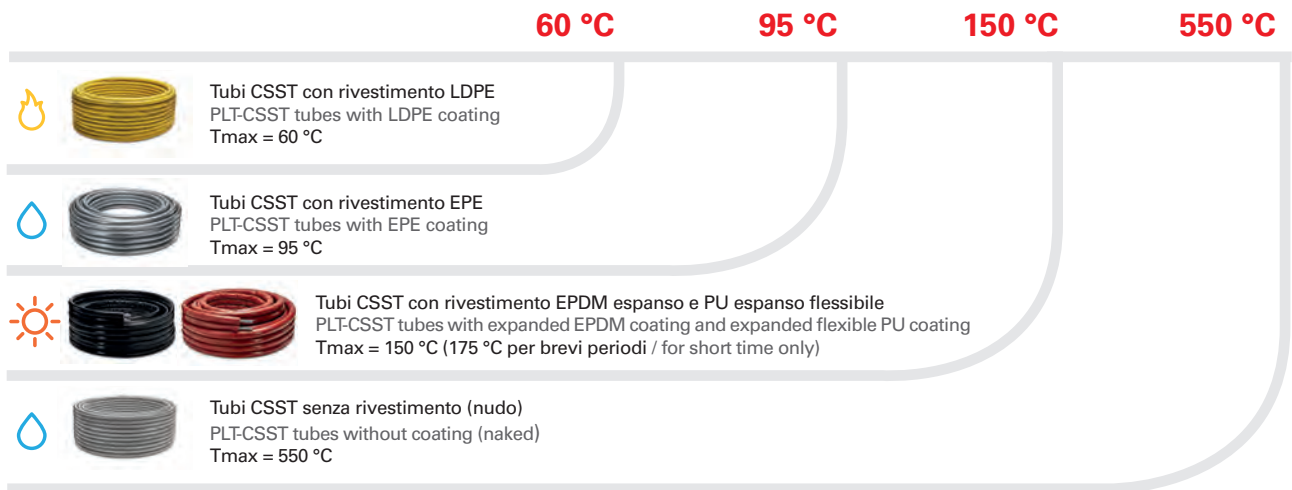 60 °C 95 °C 150 °C 550 °C
Tubi CSST con rivestimento LDPE
PLT-CSST tubes with LDPE coating
Tmax = 60 °C
Tubi CSST con rivestimento EPE
PLT-CSST tubes with EPE coating
Tmax = 95 °C
Tubi CSST con rivestimento EPDM espanso e PU espanso flessibile
PLT-CSST tubes with expanded EPDM coating and expanded flexible PU coating
Tmax = 150 °C (175 °C per brevi periodi / for short time only)
Tubi CSST senza rivestimento (nudo)
PLT-CSST tubes without coating (naked)
Tmax = 550 °C